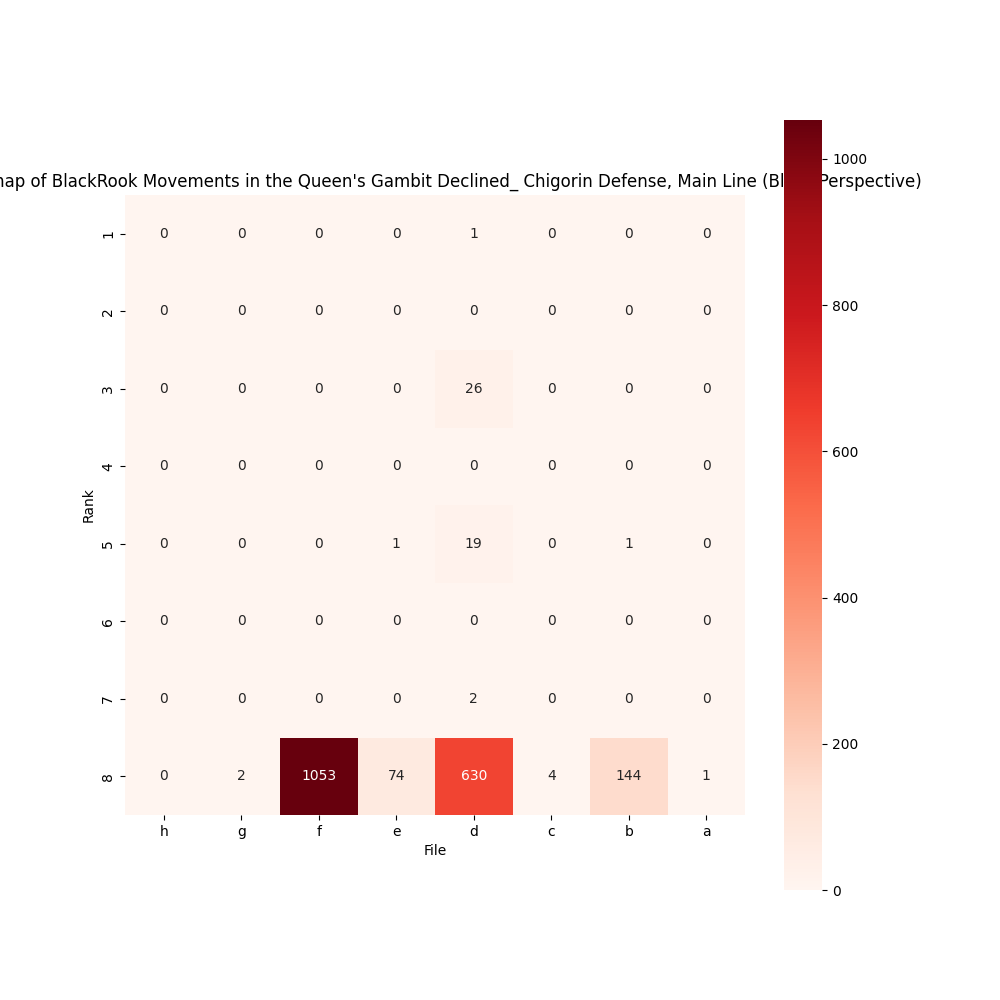 map of BlackRook Movements in the Queen's Gambit Declined_ Chigorin Defense, Main Line (Black Perspective)
1 0 0 0 0 1 0 0 0
2 0 0 0 0 0 0 0 0
3 0 0 0 0 26 0 0 0
4 0 0 0 0 0 0 0 0
5 0 0 0 1 19 0 1 0
6 0 0 0 0 0 0 0 0
7 0 0 0 0 2 0 0 0
8 0 2 1053 74 630 4 144 1
Rank
h g f e d c b a
File
1000
800
600
400
200
0